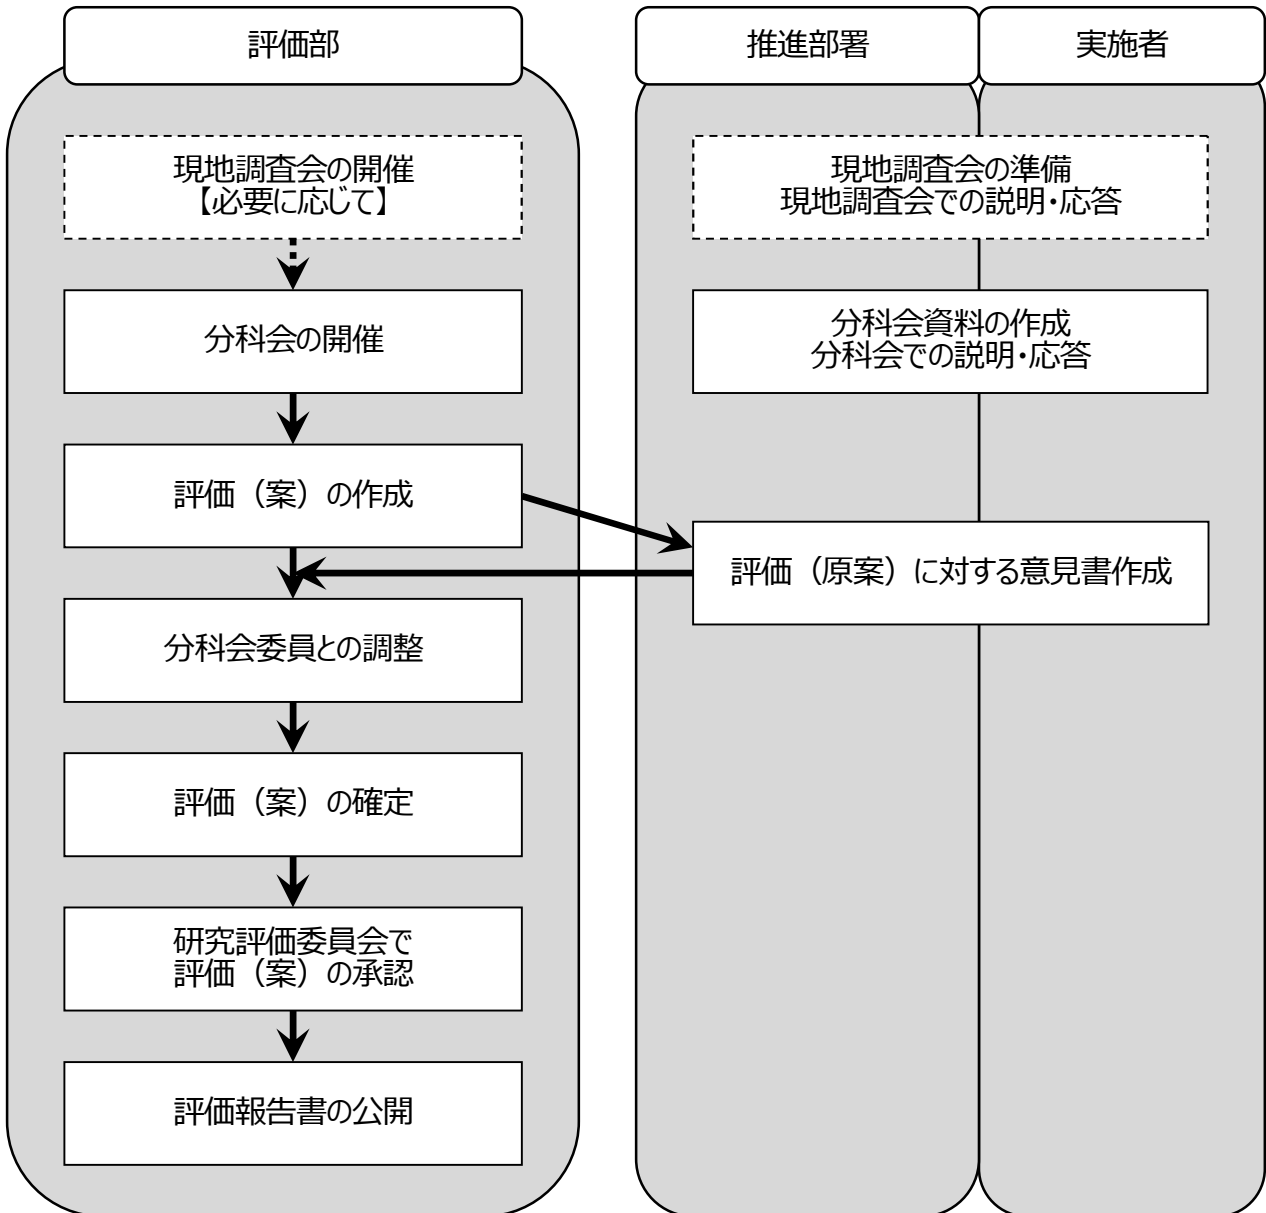 評価部
推進部署
実施者
現地調査会の開催
【必要に応じて】
現地調査会の準備
現地調査会での説明・応答
分科会の開催
分科会資料の作成
分科会での説明・応答
評価（案）の作成
評価（原案）に対する意見書作成
分科会委員との調整
評価（案）の確定
研究評価委員会で
評価（案）の承認
評価報告書の公開